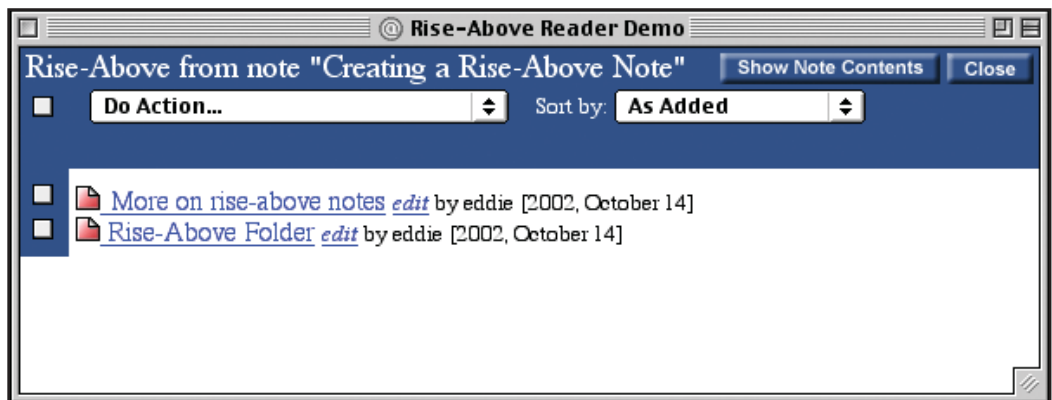 @ Rise-Above Reader Demo
Rise-Above from note "Creating a Rise-Above Note" Show Note Contents Close
Do Action... Sort by: As Added
More on rise-above notes edit by eddie [2002, October 14]
Rise-Above Folder edit by eddie [2002, October 14]